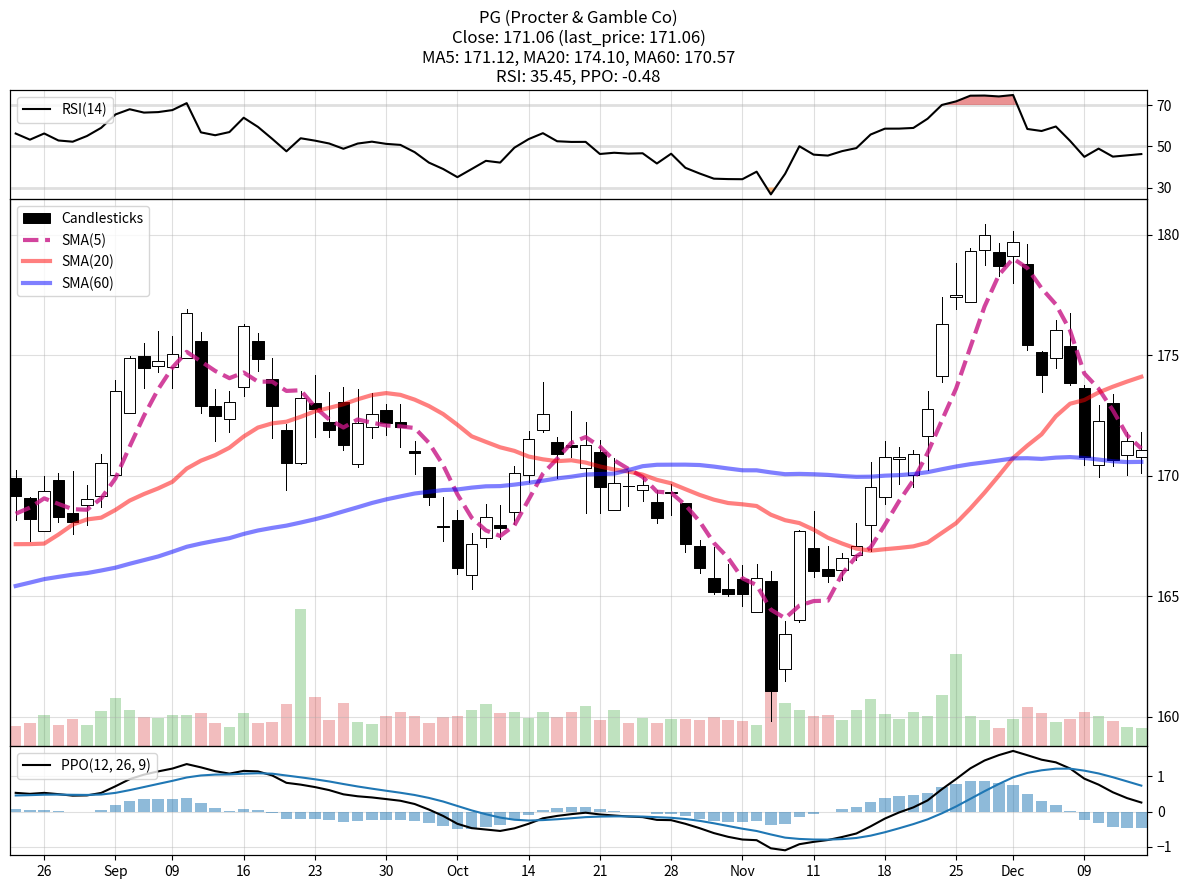 PG (Procter & Gamble Co)
Close: 171.06 (last_price: 171.06)
MA5: 171.12, MA20: 174.10, MA60: 170.57
RSI: 35.45, PPO: -0.48
RSI(14)
70
50
30
Candlesticks
SMA(5)
SMA(20)
SMA(60)
180
175
170
165
160
PPO(12, 26, 9)
1
0
−1
26 Sep 09 16 23 30 Oct 14 21 28 Nov 11 18 25 Dec 09